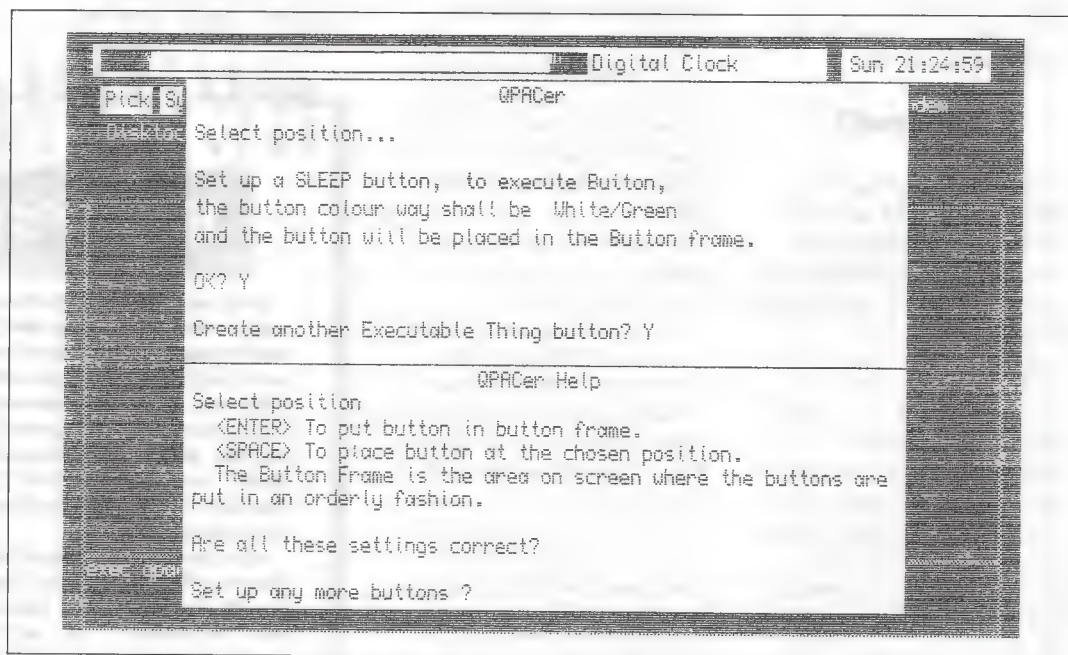 Digital Clock Sun 21:24:59
Pick Sy
QPACer
Select position...
Set up a SLEEP button, to execute Button,
the button colour way shall be White/Green
and the button will be placed in the Button frame.
OK? Y
Create another Executable Thing button? Y
QPACer Help
Select position
<ENTER> To put button in button frame.
<SPACE> To place button at the chosen position.
The Button Frame is the area on screen where the buttons are
put in an orderly fashion.
Are all these settings correct?
exec
Set up any more buttons ?